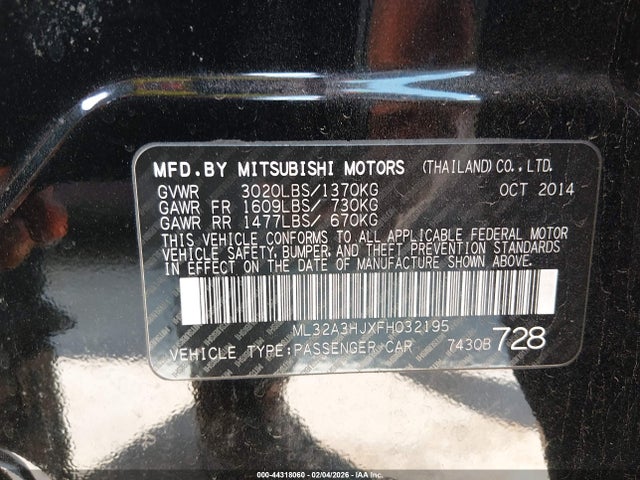 MFD.BY MITSUBISHI MOTORS (THAILAND)CO.,LTD.
GVWR 3020LBS/1370KG OCT 2014
GAWR FR 1609LBS/ 730KG
GAWR RR 1477LBS/ 670KG
THIS VEHICLE CONFORMS TO ALL APPLICABLE FEDERAL MOTOR
VEHICLE SAFETY, BUMPER, AND THEFT PREVENTION STANDARDS
IN EFFECT ON THE DATE OF MANUFACTURE SHOWN ABOVE.
ML32A3HJXFH032195
VEHICLE TYPE:PASSENGER CAR 7430B 728
000-44318060 - 02/04/2026 - IAA Inc.